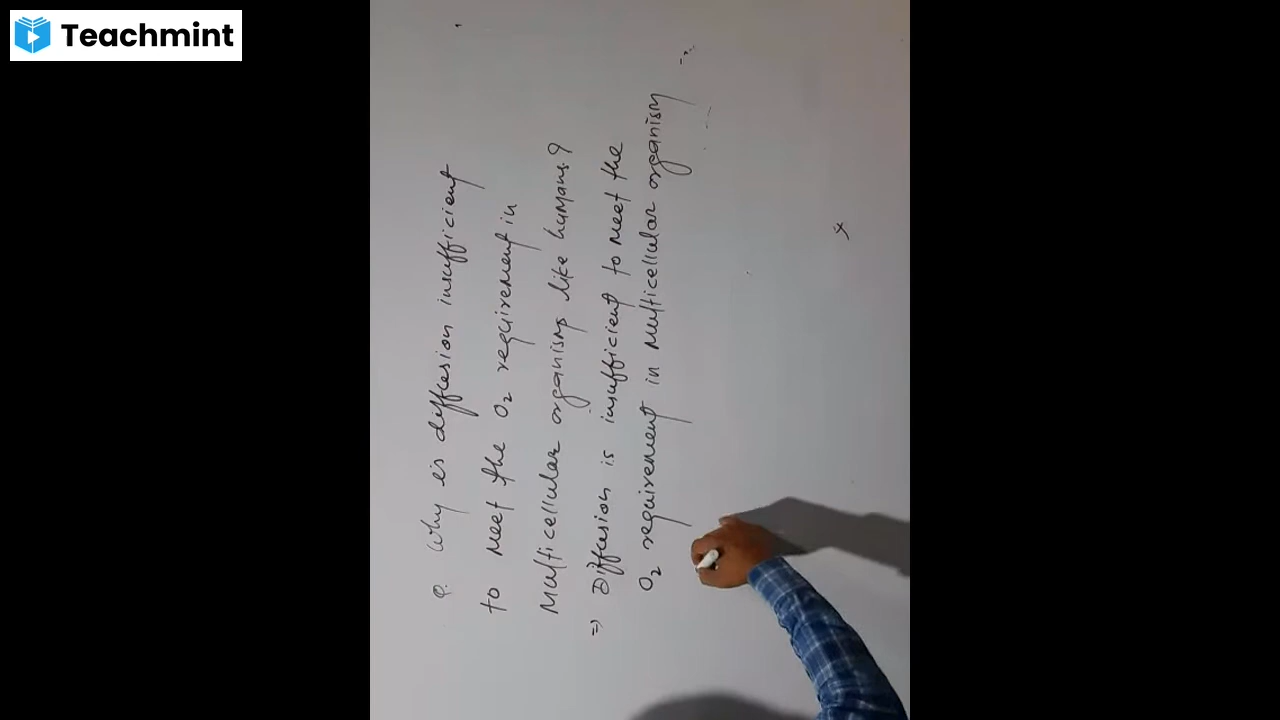 Teachmint
Q. Why is diffusion insufficient
to meet the O2 requirement in
Multicellular organisms like humans?
=> Diffusion is insufficient to meet the
O2 requirement in multicellular organism